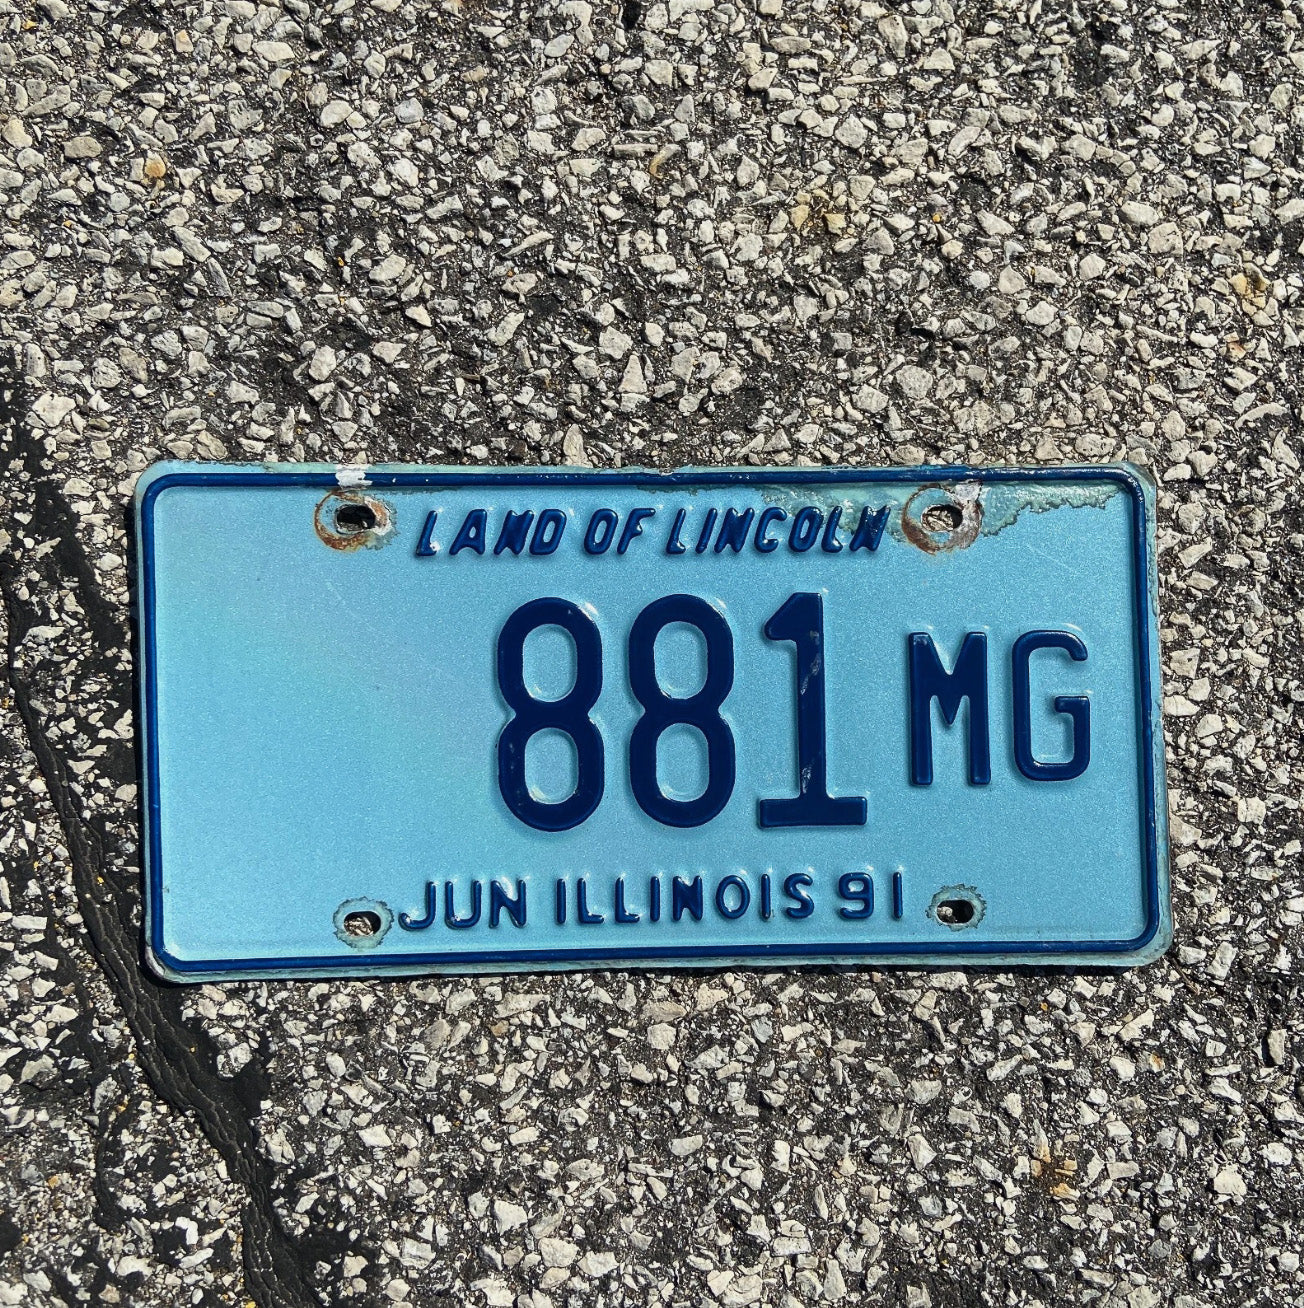 LAND OF LINCOLN
881 MG
JUN ILLINOIS 91